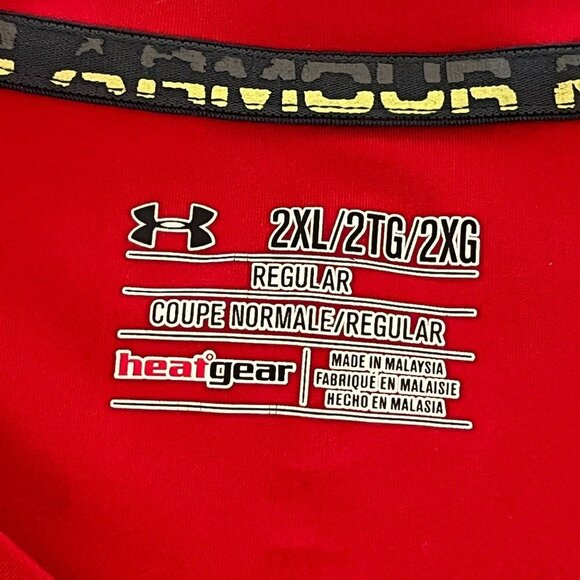 ARMOUR
2XL/2TG/2XG
REGULAR
COUPE NORMALE/REGULAR
heatgear
MADE IN MALAYSIA
FABRIQUÉ EN MALAISIE
HECHO EN MALASIA